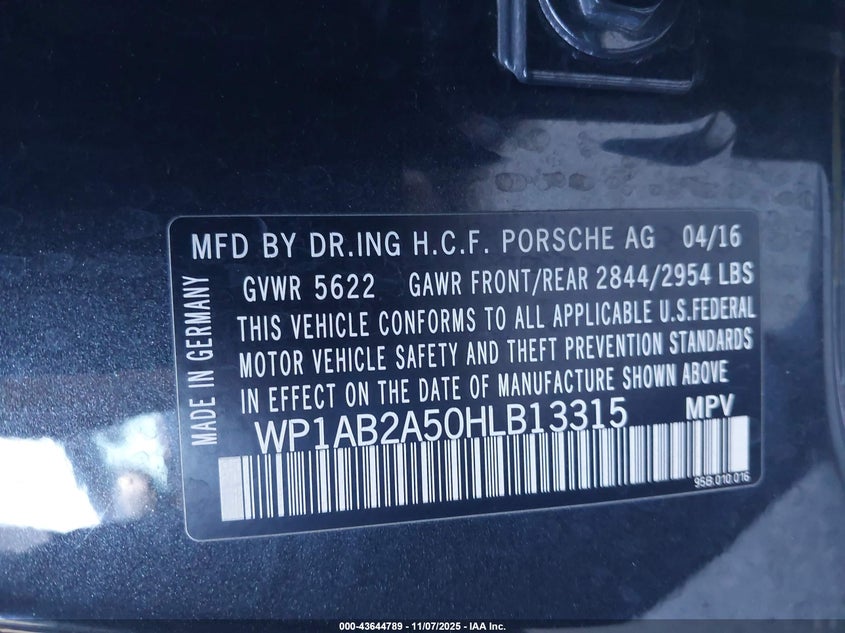 MFD BY DR.ING H.C.F. PORSCHE AG 04/16
GVWR 5622 GAWR FRONT/REAR 2844/2954 LBS
THIS VEHICLE CONFORMS TO ALL APPLICABLE U.S.FEDERAL
MOTOR VEHICLE SAFETY AND THEFT PREVENTION STANDARDS
IN EFFECT ON THE DATE OF MANUFACTURE SHOWN ABOVE
WP1AB2A50HLB13315 MPV
95B.010.016
MADE IN GERMANY
000-43644789 - 11/07/2025 - IAA Inc.